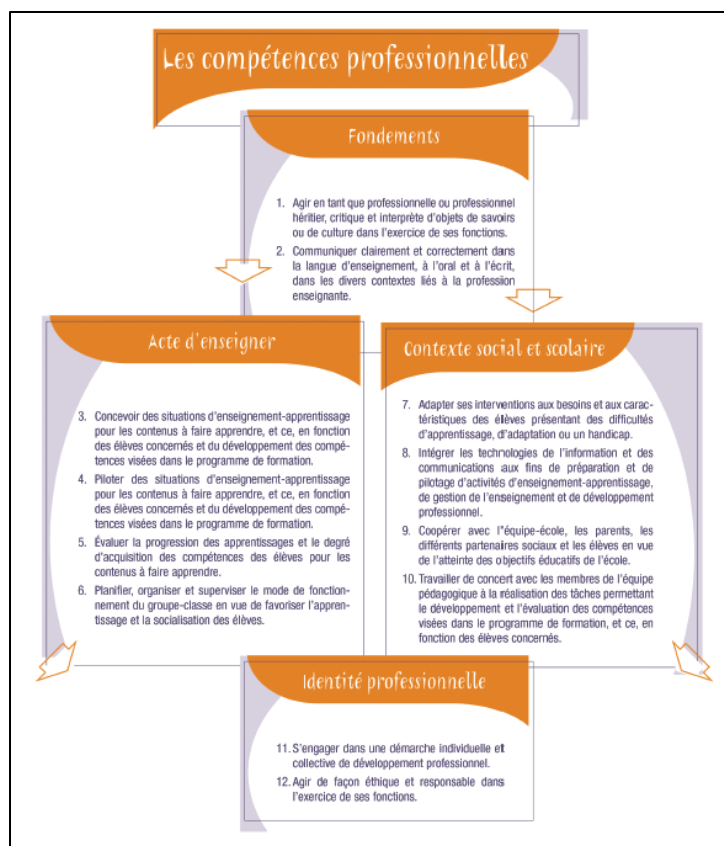 Les compétences professionnelles
Fondements
1. Agir en tant que professionnelle ou professionnel
héritier, critique et interprète d'objets de savoirs
ou de culture dans l'exercice de ses fonctions.
2. Communiquer clairement et correctement dans
la langue d'enseignement, à l'oral et à l'écrit,
dans les divers contextes liés à la profession
enseignante.
Acte d'enseigner
3. Concevoir des situations d'enseignement-apprentissage
pour les contenus à faire apprendre, et ce, en fonction
des élèves concernés et du développement des compé-
tences visées dans le programme de formation.
4. Piloter des situations d'enseignement-apprentissage
pour les contenus à faire apprendre, et ce, en fonction
des élèves concernés et du développement des compé-
tences visées dans le programme de formation.
5. Évaluer la progression des apprentissages et le degré
d'acquisition des compétences des élèves pour les
contenus à faire apprendre.
6. Planifier, organiser et superviser le mode de fonction-
nement du groupe-classe en vue de favoriser l'appren-
tissage et la socialisation des élèves.
Contexte social et scolaire
7. Adapter ses interventions aux besoins et aux carac-
téristiques des élèves présentant des difficultés
d'apprentissage, d'adaptation ou un handicap.
8. Intégrer les technologies de l'information et des
communications aux fins de préparation et de
pilotage d'activités d'enseignement-apprentissage,
de gestion de l'enseignement et de développement
professionnel.
9. Coopérer avec l'équipe-école, les parents, les
différents partenaires sociaux et les élèves en vue
de l'atteinte des objectifs éducatifs de l'école.
10. Travailler de concert avec les membres de l'équipe
pédagogique à la réalisation des tâches permettant
le développement et l'évaluation des compétences
visées dans le programme de formation, et ce, en
fonction des élèves concernés.
Identité professionnelle
11. S'engager dans une démarche individuelle et
collective de développement professionnel.
12. Agir de façon éthique et responsable dans
l'exercice de ses fonctions.